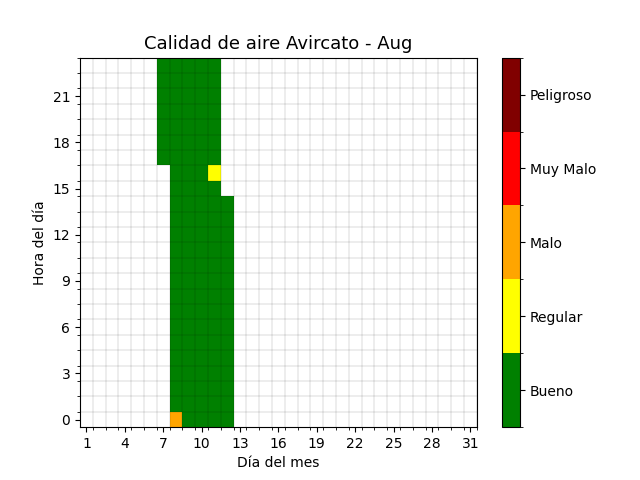 Calidad de aire Avircato - Aug
21
18
15
12
9
6
3
0
Hora del día
1 4 7 10 13 16 19 22 25 28 31
Día del mes
Peligroso
Muy Malo
Malo
Regular
Bueno